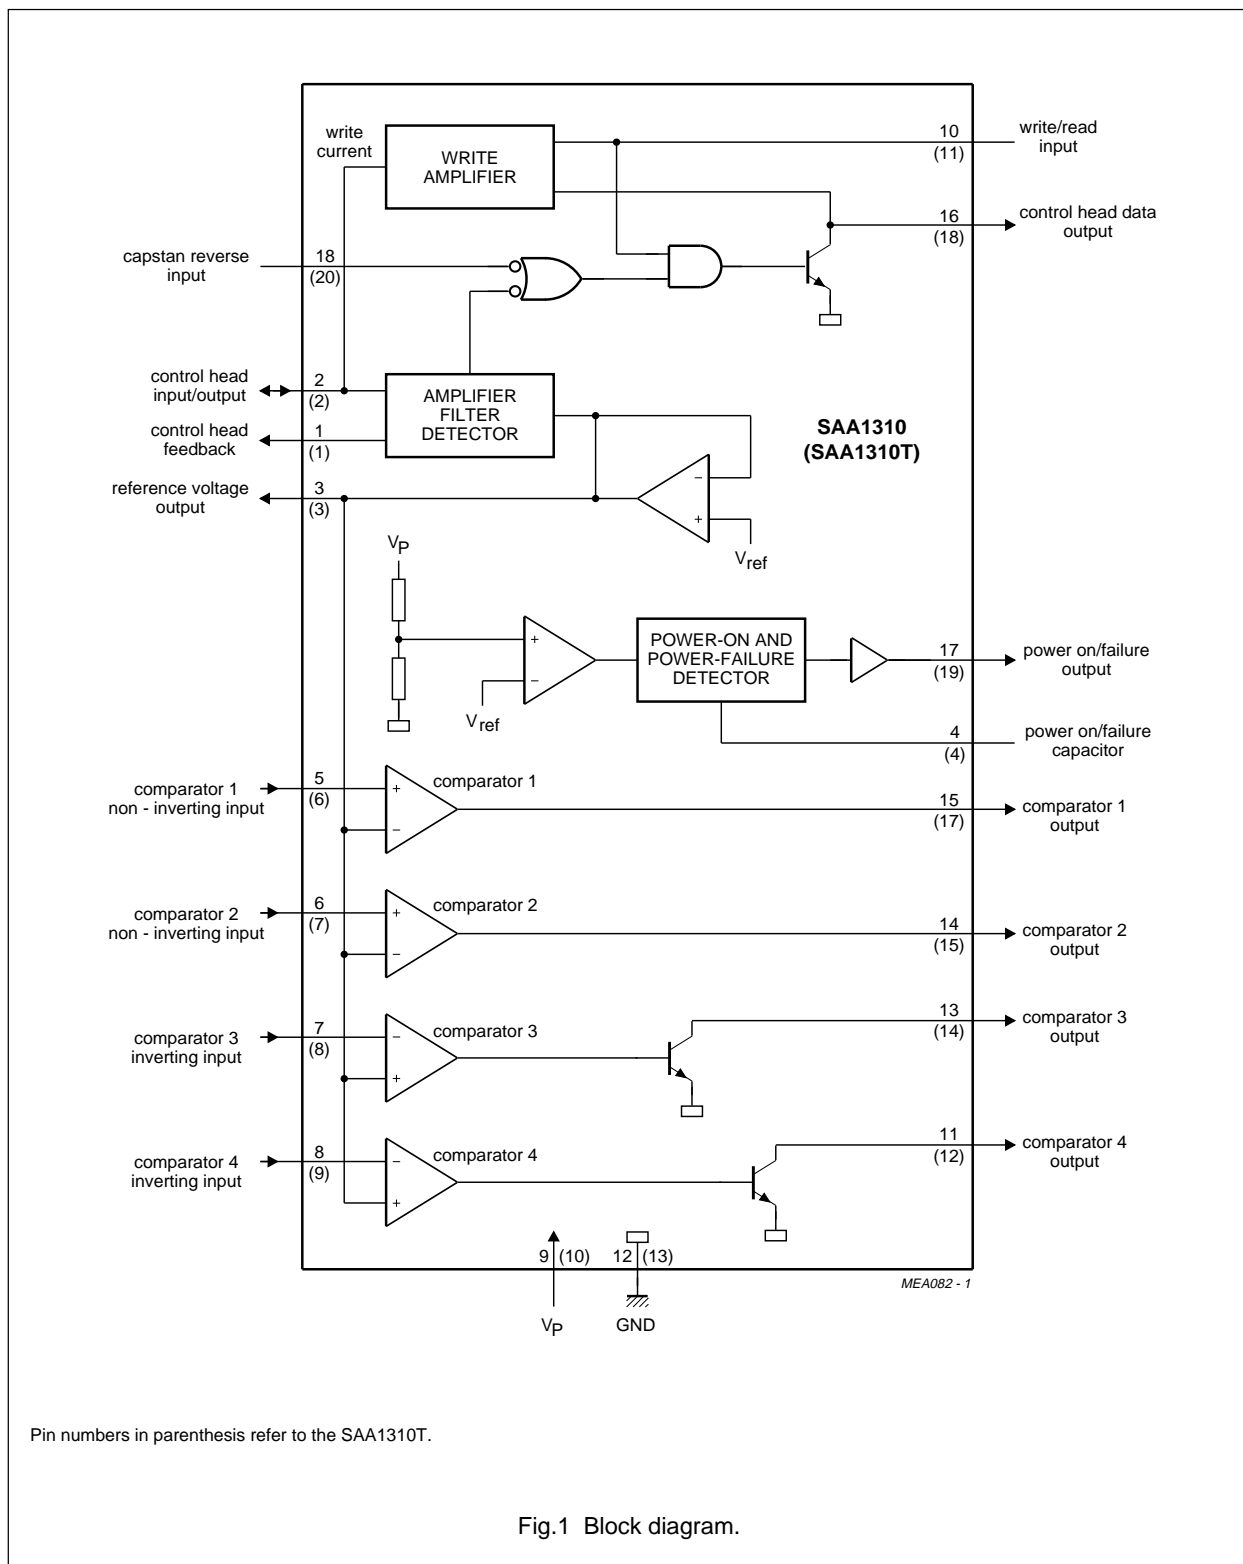 write
current
WRITE
AMPLIFIER
10
(11)
write/read
input
16
(18)
control head data
output
capstan reverse
input
18
(20)
control head
input/output
2
(2)
control head
feedback
1
(1)
AMPLIFIER
FILTER
DETECTOR
SAA1310
(SAA1310T)
reference voltage
output
3
(3)
−
+
Vref
VP
+
−
Vref
POWER-ON AND
POWER-FAILURE
DETECTOR
17
(19)
power on/failure
output
4
(4)
power on/failure
capacitor
comparator 1
non - inverting input
5
(6)
+
−
comparator 1
15
(17)
comparator 1
output
comparator 2
non - inverting input
6
(7)
+
−
comparator 2
14
(15)
comparator 2
output
comparator 3
inverting input
7
(8)
−
+
comparator 3
13
(14)
comparator 3
output
comparator 4
inverting input
8
(9)
−
+
comparator 4
11
(12)
comparator 4
output
9 (10)
12 (13)
VP
GND
MEA082 - 1
Pin numbers in parenthesis refer to the SAA1310T.
Fig.1 Block diagram.